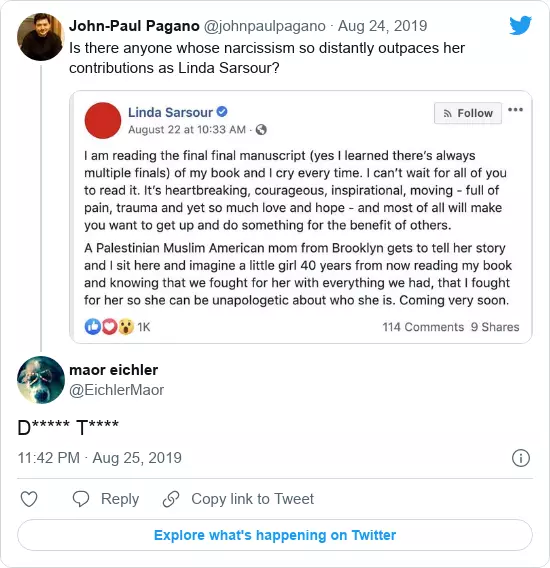 John-Paul Pagano @johnpaulpagano · Aug 24, 2019
Is there anyone whose narcissism so distantly outpaces her
contributions as Linda Sarsour?
Linda Sarsour
Follow
August 22 at 10:33 AM ·
I am reading the final final manuscript (yes I learned there's always
multiple finals) of my book and I cry every time. I can't wait for all of you
to read it. It's heartbreaking, courageous, inspirational, moving - full of
pain, trauma and yet so much love and hope - and most of all will make
you want to get up and do something for the benefit of others.
A Palestinian Muslim American mom from Brooklyn gets to tell her story
and I sit here and imagine a little girl 40 years from now reading my book
and knowing that we fought for her with everything we had, that I fought
for her so she can be unapologetic about who she is. Coming very soon.
1K 114 Comments 9 Shares
maor eichler
@EichlerMaor
D***** T****
11:42 PM · Aug 25, 2019
Reply Copy link to Tweet
Explore what's happening on Twitter